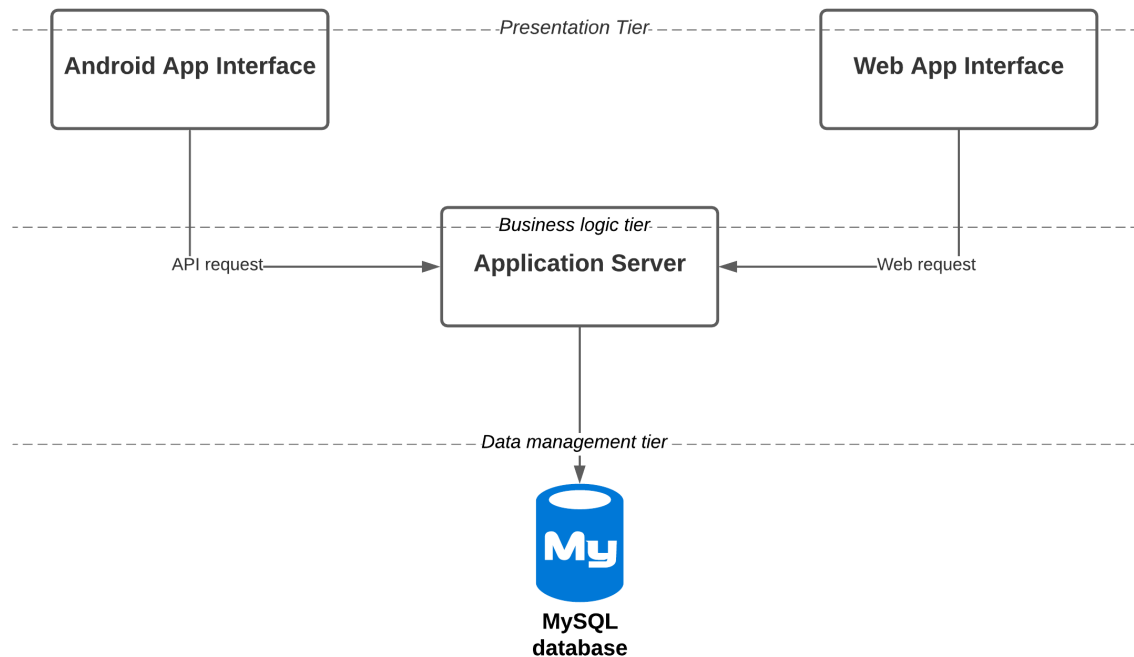 Presentation Tier
Android App Interface
Web App Interface
Business logic tier
Application Server
API request
Web request
Data management tier
My
MySQL
database